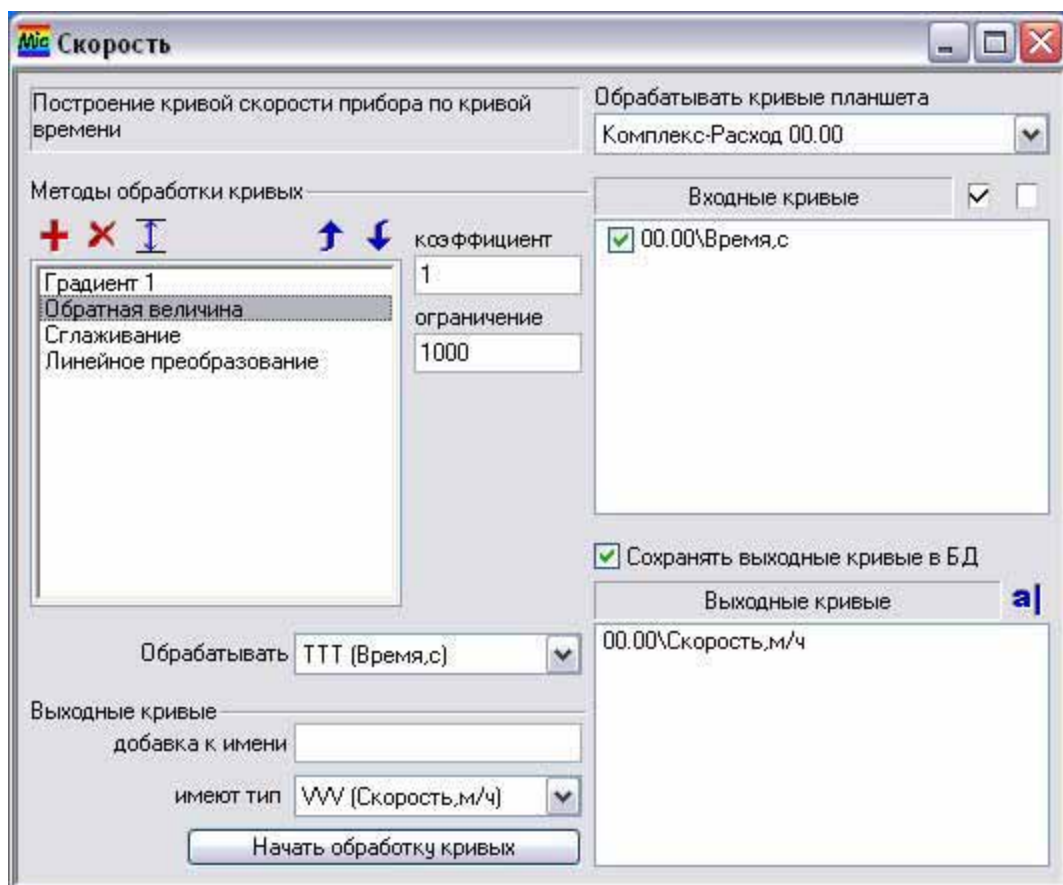 Mic Скорость
Построение кривой скорости прибора по кривой
времени
Обрабатывать кривые планшета
Комплекс-Расход 00.00
Методы обработки кривых
Градиент 1
Обратная величина
Сглаживание
Линейное преобразование
коэффициент
1
ограничение
1000
Входные кривые
00.00\Время,с
Сохранять выходные кривые в БД
Выходные кривые
a|
00.00\Скорость,м/ч
Обрабатывать TTT (Время,с)
Выходные кривые
добавка к имени
имеют тип VVV (Скорость,м/ч)
Начать обработку кривых